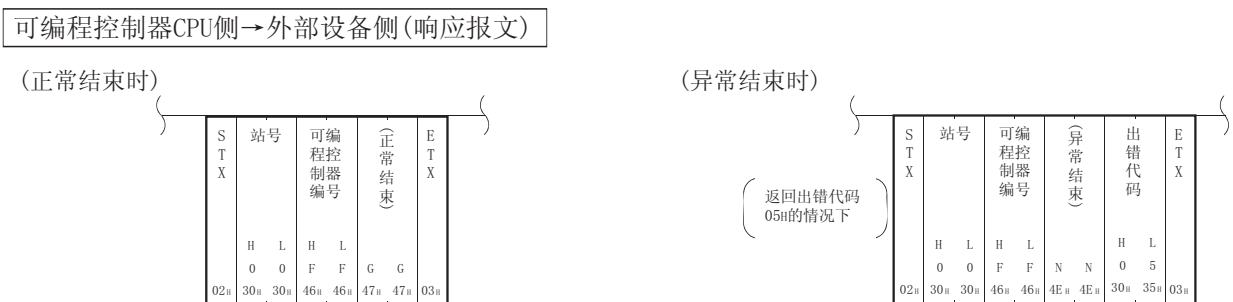 可编程控制器CPU侧→外部设备侧(响应报文)
(正常结束时)
STX 站号 可编程控制器编号 (正常结束) ETX
H L H L
0 0 F F G G
02H 30H 30H 46H 46H 47H 47H 03H
(异常结束时)
返回出错代码
05H的情况下
STX 站号 可编程控制器编号 (异常结束) 出错代码 ETX
H L H L H L
0 0 F F N N 0 5
02H 30H 30H 46H 46H 4EH 4EH 30H 35H 03H